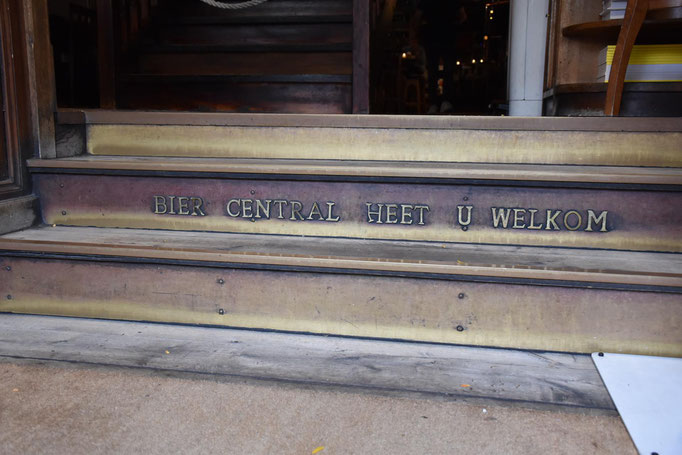 BIER CENTRAL HEET U WELKOM